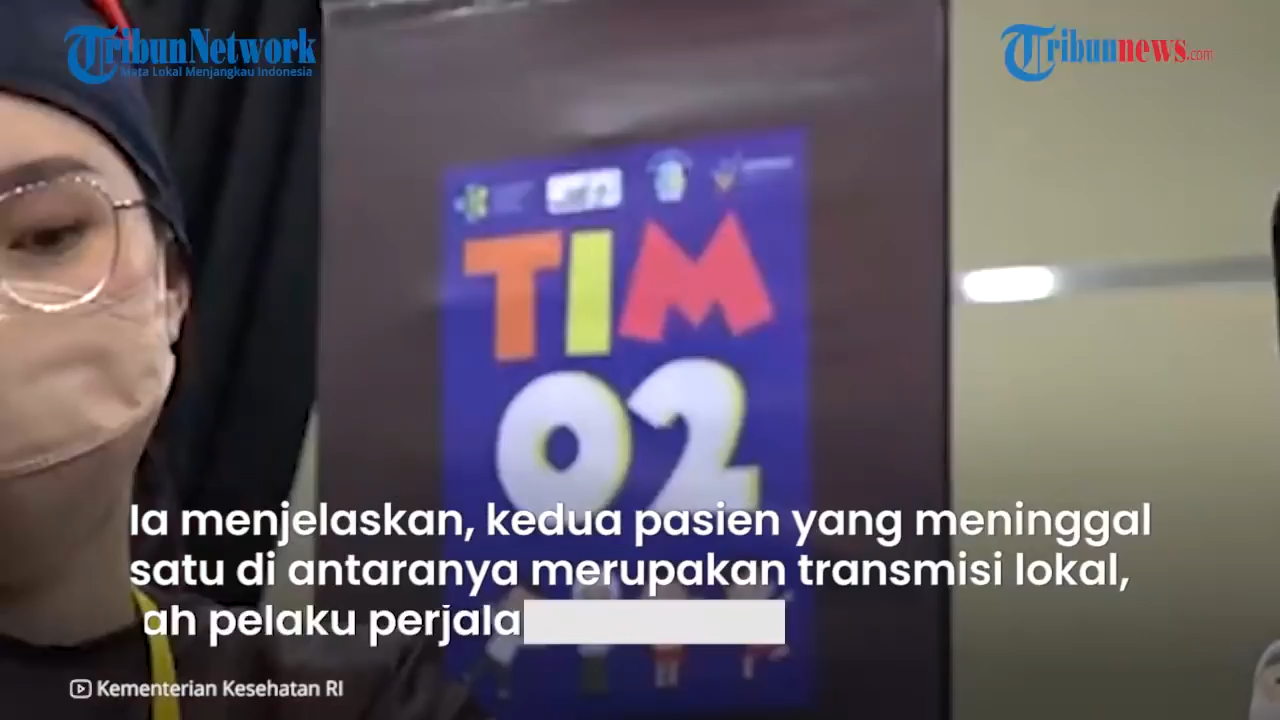 TribunNetwork
Mata Lokal Menjangkau Indonesia
Tribunnews.com
TIM
02
Ia menjelaskan, kedua pasien yang meninggal
satu di antaranya merupakan transmisi lokal,
ah pelaku perjala
Kementerian Kesehatan RI